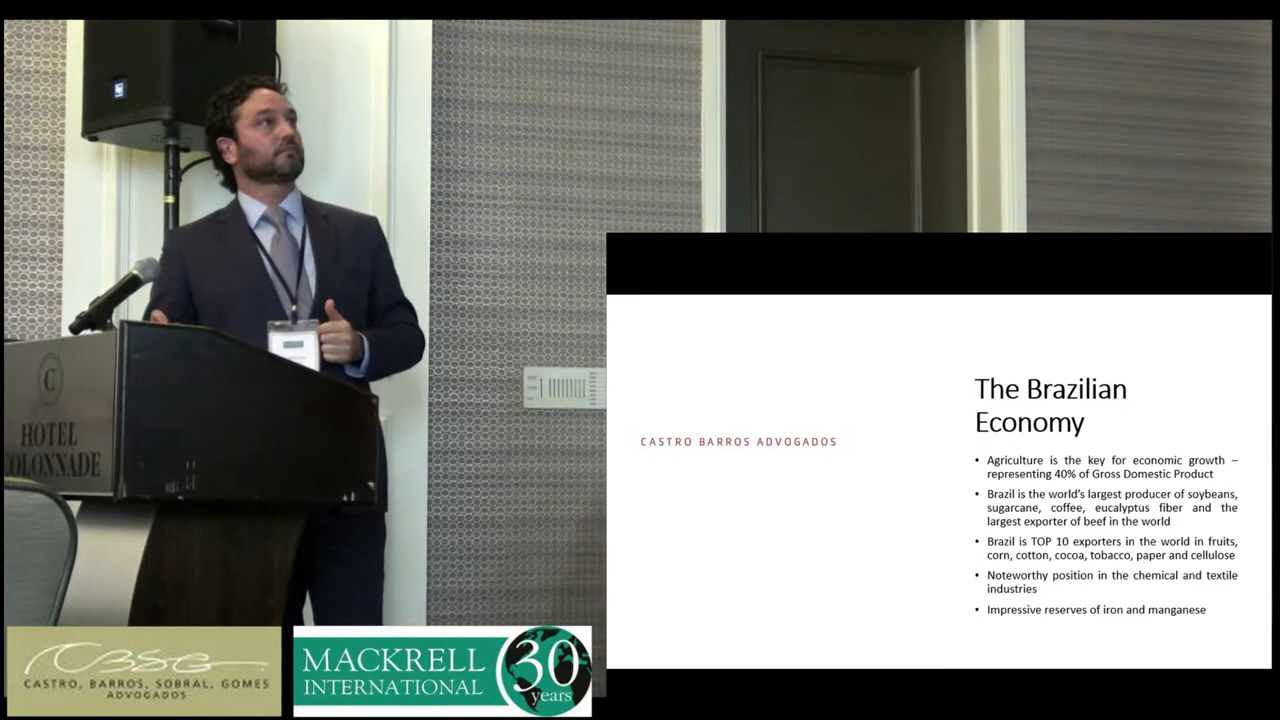 C
HOTEL
COLONNADE
CASTRO BARROS ADVOGADOS
The Brazilian
Economy
• Agriculture is the key for economic growth –
representing 40% of Gross Domestic Product
• Brazil is the world's largest producer of soybeans,
sugarcane, coffee, eucalyptus fiber and the
largest exporter of beef in the world
• Brazil is TOP 10 exporters in the world in fruits,
corn, cotton, cocoa, tobacco, paper and cellulose
• Noteworthy position in the chemical and textile
industries
• Impressive reserves of iron and manganese
CBSG
CASTRO, BARROS, SOBRAL, GOMES
ADVOGADOS
MACKRELL
INTERNATIONAL
30
years